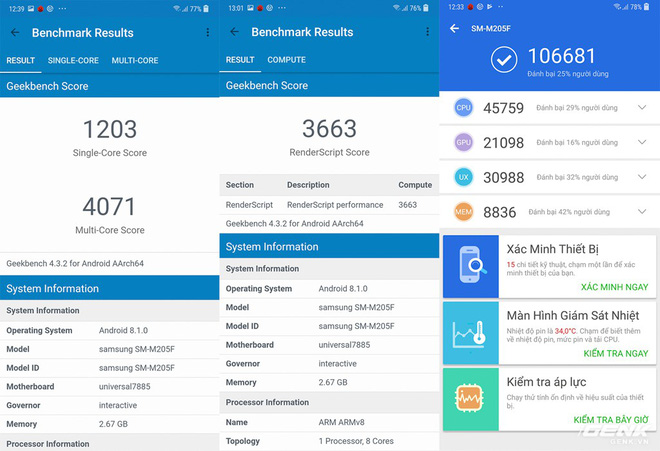 12:39
77%
Benchmark Results
RESULT SINGLE-CORE MULTI-CORE
Geekbench Score
1203
Single-Core Score
4071
Multi-Core Score
Geekbench 4.3.2 for Android AArch64
System Information
System Information
Operating System Android 8.1.0
Model samsung SM-M205F
Model ID samsung SM-M205F
Motherboard universal7885
Governor interactive
Memory 2.67 GB
Processor Information
13:01
76%
Benchmark Results
RESULT COMPUTE
Geekbench Score
3663
RenderScript Score
Section Description Compute
RenderScript RenderScript performance 3663
Geekbench 4.3.2 for Android AArch64
System Information
System Information
Operating System Android 8.1.0
Model samsung SM-M205F
Model ID samsung SM-M205F
Motherboard universal7885
Governor interactive
Memory 2.67 GB
Processor Information
Name ARM ARMv8
Topology 1 Processor, 8 Cores
12:33
78%
SM-M205F
106681
Đánh bại 25% người dùng
CPU 45759 Đánh bại 29% người dùng
GPU 21098 Đánh bại 16% người dùng
UX 30988 Đánh bại 32% người dùng
MEM 8836 Đánh bại 42% người dùng
Xác Minh Thiết Bị
15 chi tiết kỹ thuật, chạm một lần để xác
minh thiết bị của bạn.
XÁC MINH NGAY
Màn Hình Giám Sát Nhiệt
Nhiệt độ pin là 34,0°C. Chạm để biết thêm
về nhiệt độ pin, mức pin và tải CPU.
KIỂM TRA NGAY
Kiểm tra áp lực
Chạy thử tính ổn định về hiệu suất của thiết
bị.
KIỂM TRA BÂY GIỜ
GENK
GENK.VN